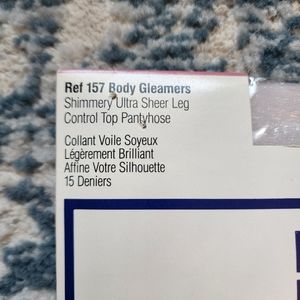 Ref 157 Body Gleamers
Shimmery Ultra Sheer Leg
Control Top Pantyhose
Collant Voile Soyeux
Légèrement Brilliant
Affine Votre Silhouette
15 Deniers